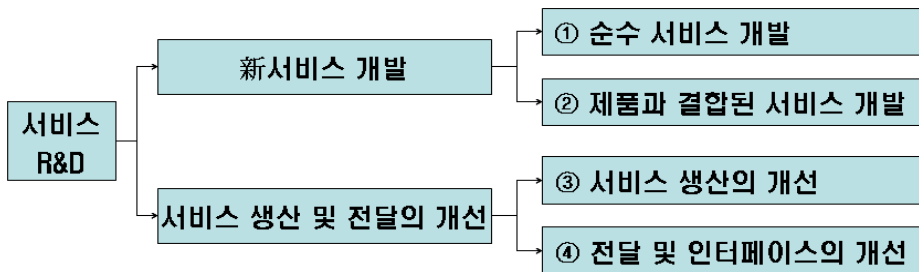 서비스
R&D
新서비스 개발
① 순수 서비스 개발
② 제품과 결합된 서비스 개발
서비스 생산 및 전달의 개선
③ 서비스 생산의 개선
④ 전달 및 인터페이스의 개선